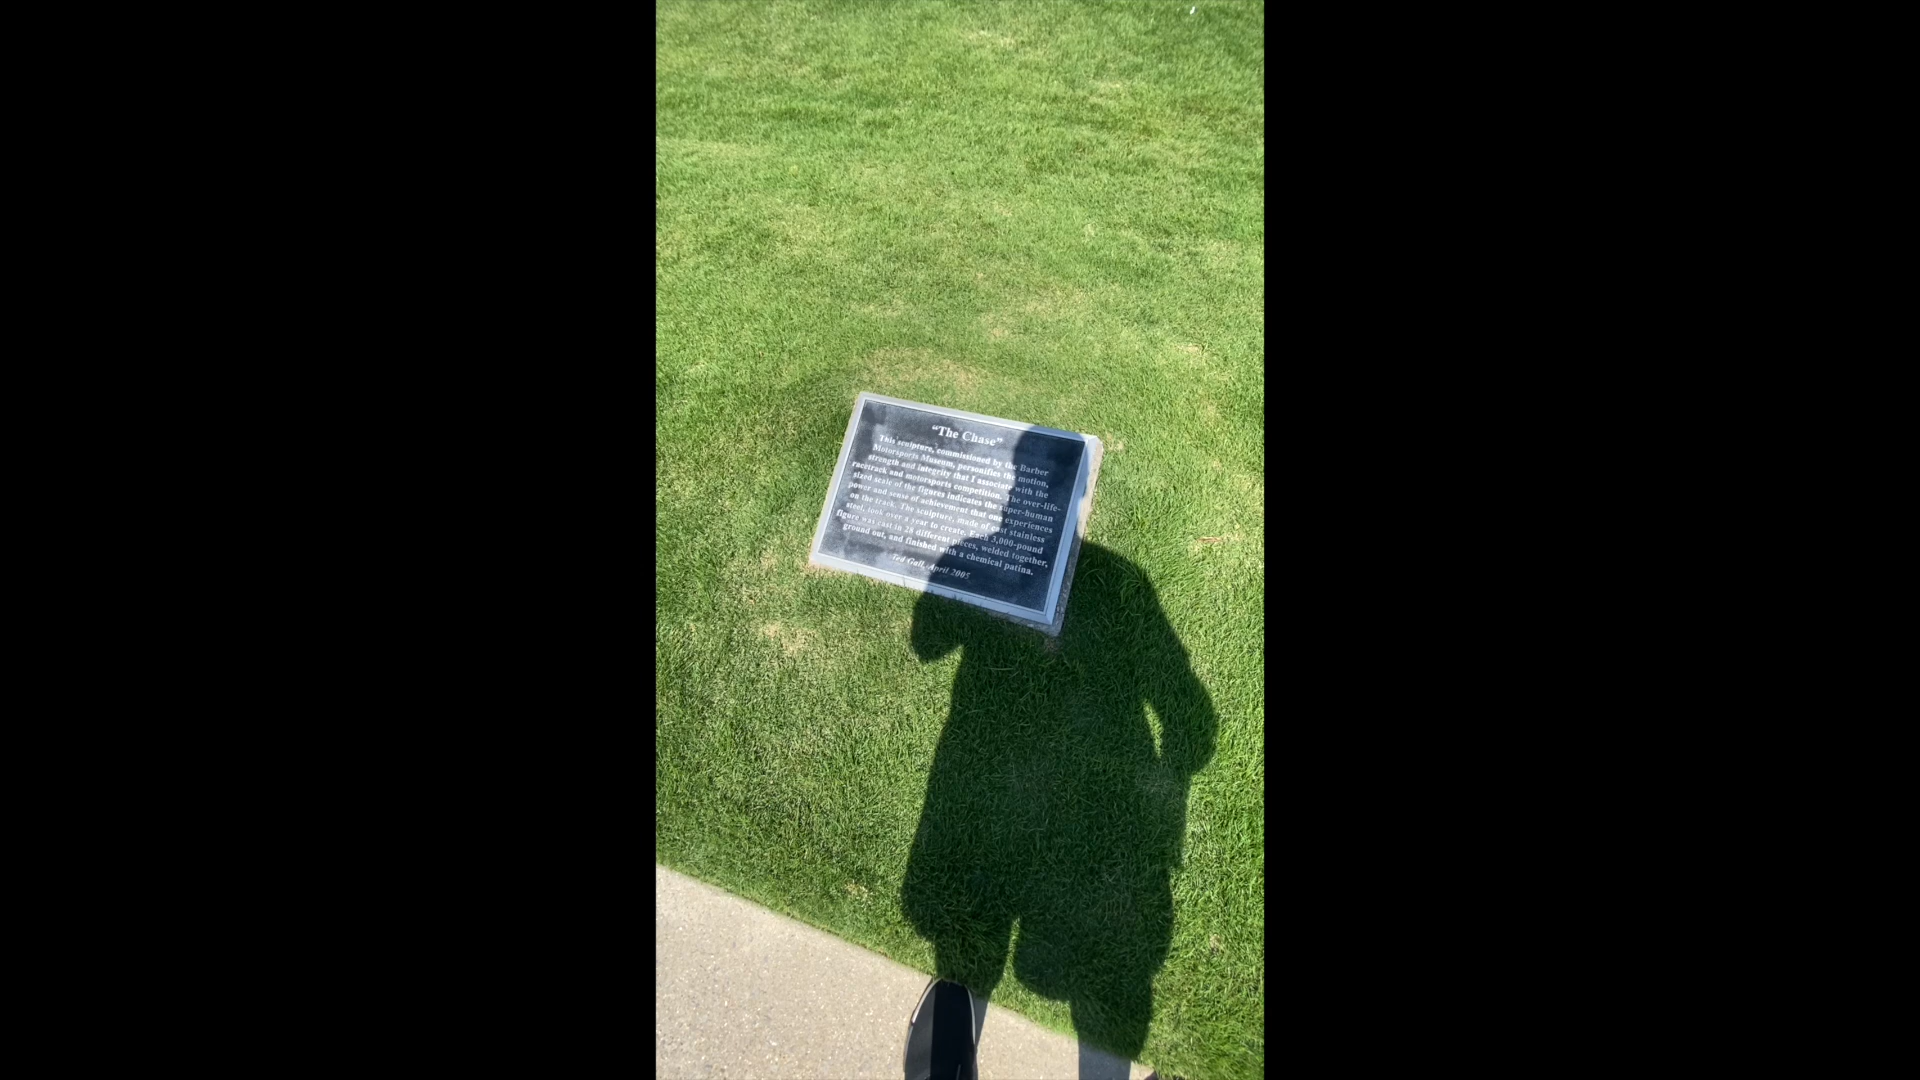 “The Chase”
This sculpture, commissioned by the Barber
Motorsports Museum, personifies the motion,
strength and integrity that I associate with the
racetrack and motorsports competition. The over-life-
sized scale of the figures indicates the super-human
power and sense of achievement that one experiences
on the track. The sculpture, made of cast stainless
steel, took over a year to create. Each 3,000-pound
figure was cast in 28 different pieces, welded together,
ground out, and finished with a chemical patina.
Ted Gall, April 2005